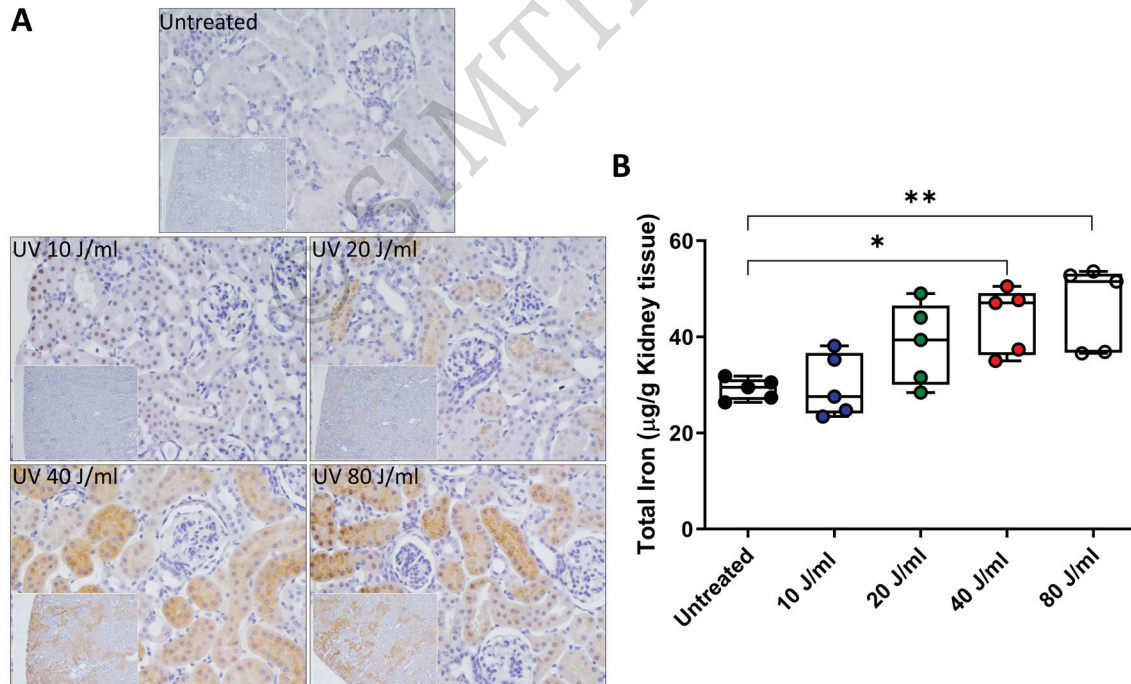 A
Untreated
UV 10 J/ml
UV 20 J/ml
UV 40 J/ml
UV 80 J/ml
© SIMTI
B
Total Iron (μg/g Kidney tissue)
**
*
60
40
20
0
Untreated
10 J/ml
20 J/ml
40 J/ml
80 J/ml